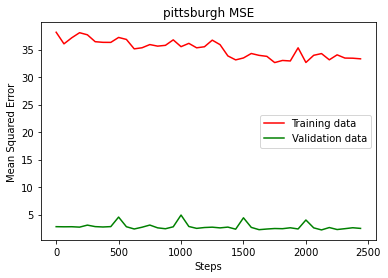 pittsburgh MSE
Mean Squared Error
35
30
25
20
15
10
5
Training data
Validation data
0
500
1000
1500
2000
2500
Steps